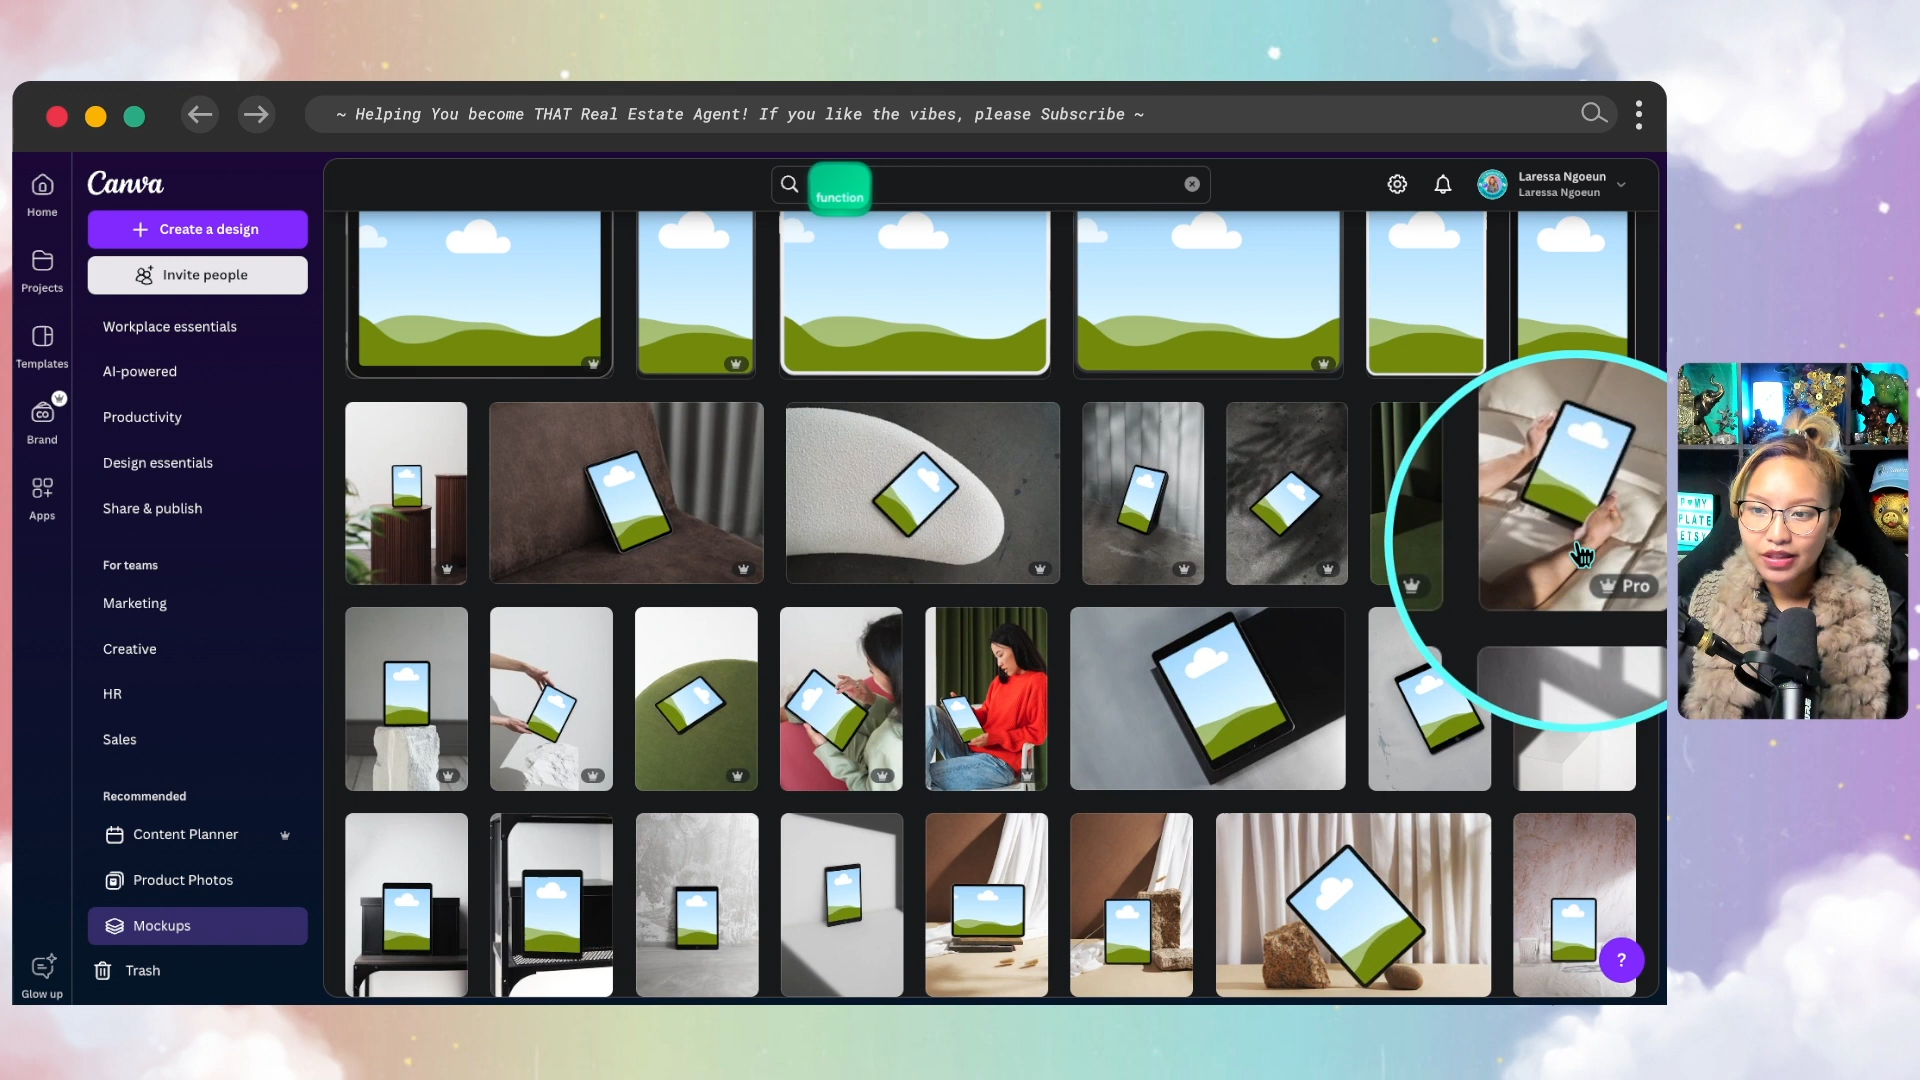 ~ Helping You become THAT Real Estate Agent! If you like the vibes, please Subscribe ~
Home
Projects
Templates
Brand
Apps
Glow up
Canva
Create a design
Invite people
Workplace essentials
AI-powered
Productivity
Design essentials
Share & publish
For teams
Marketing
Creative
HR
Sales
Recommended
Content Planner
Product Photos
Mockups
Trash
function
Laressa Ngoeun
Laressa Ngoeun
Pro
?